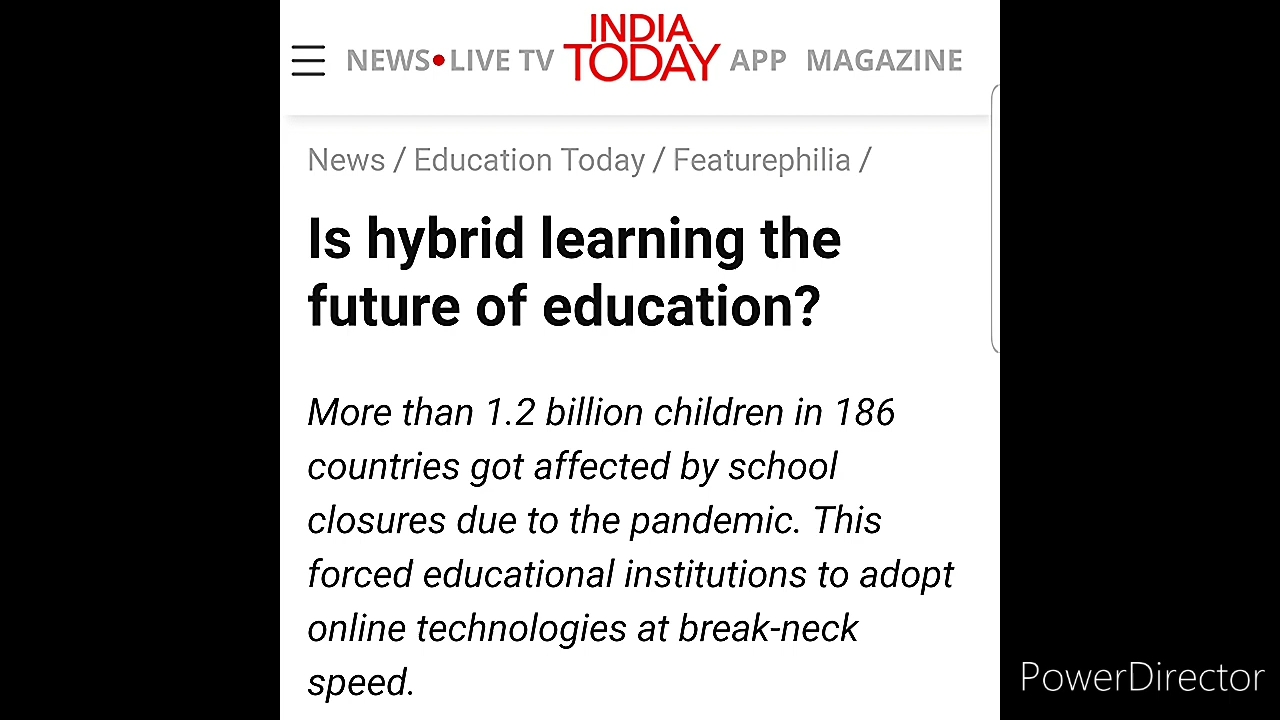 NEWS LIVE TV INDIA TODAY APP MAGAZINE
News / Education Today / Featurephilia /
Is hybrid learning the
future of education?
More than 1.2 billion children in 186
countries got affected by school
closures due to the pandemic. This
forced educational institutions to adopt
online technologies at break-neck
speed.
PowerDirector